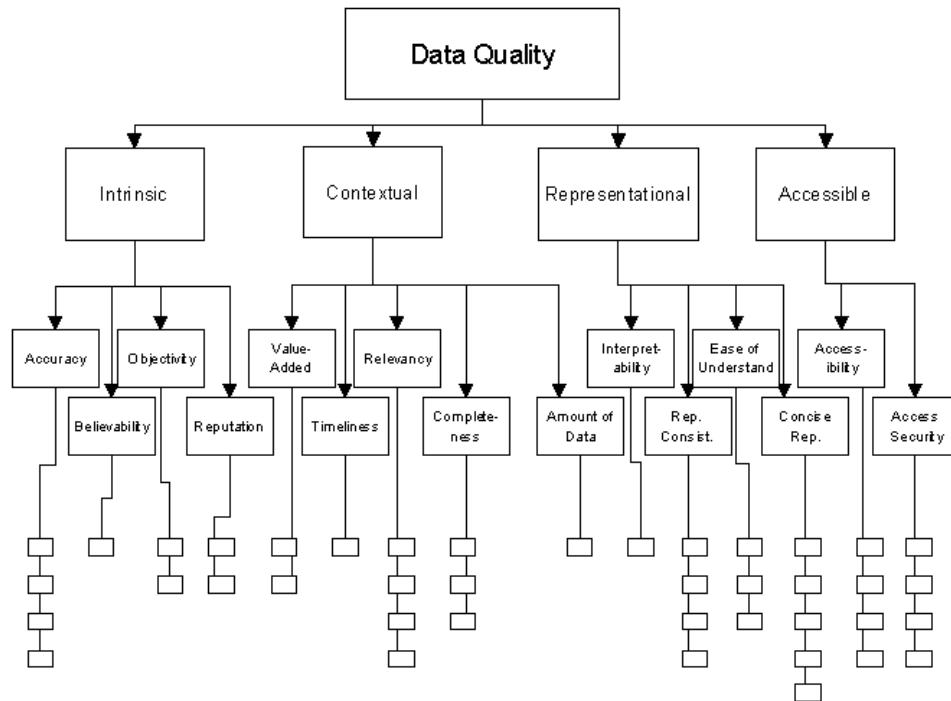 Data Quality
Intrinsic
Contextual
Representational
Accessible
Accuracy
Objectivity
Value-
Added
Relevancy
Interpret-
ability
Ease of
Understand
Access-
ibility
Believability
Reputation
Timeliness
Complete-
ness
Amount of
Data
Rep.
Consist.
Concise
Rep.
Access
Security